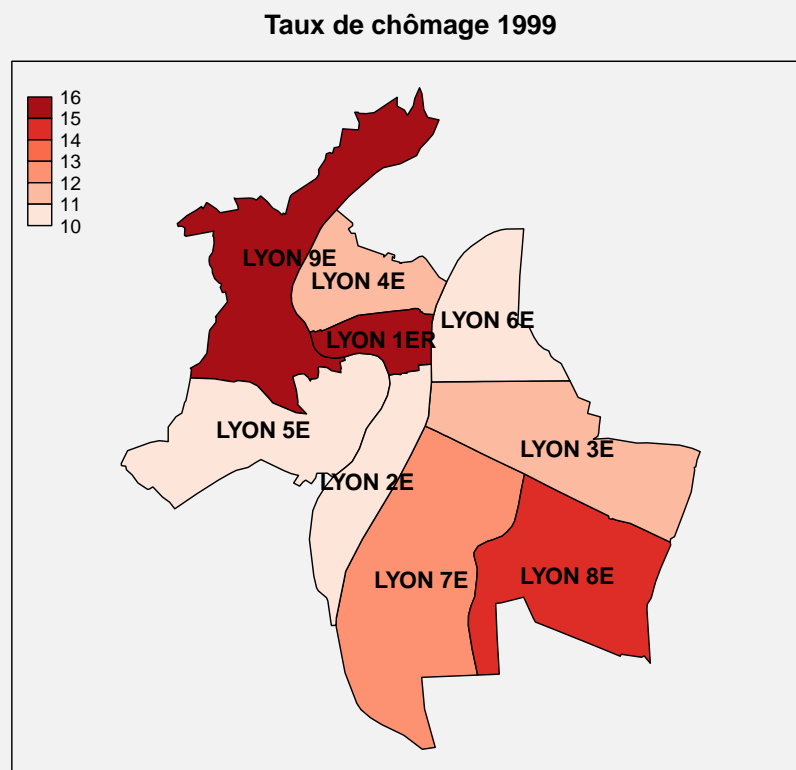 Taux de chômage 1999
16
15
14
13
12
11
10
LYON 9E
LYON 4E
LYON 6E
LYON 1ER
LYON 5E
LYON 3E
LYON 2E
LYON 7E
LYON 8E